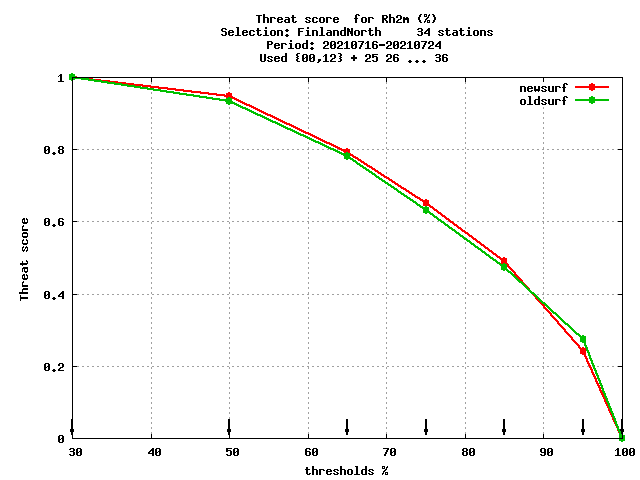 Threat score  for Rh2m (%)
Selection: FinlandNorth     34 stations
Period: 20210716-20210724
Used {00,12} + 25 26 ... 36
newsurf
oldsurf
1
0.8
0.6
0.4
0.2
0
Threat score
30 40 50 60 70 80 90 100
thresholds %